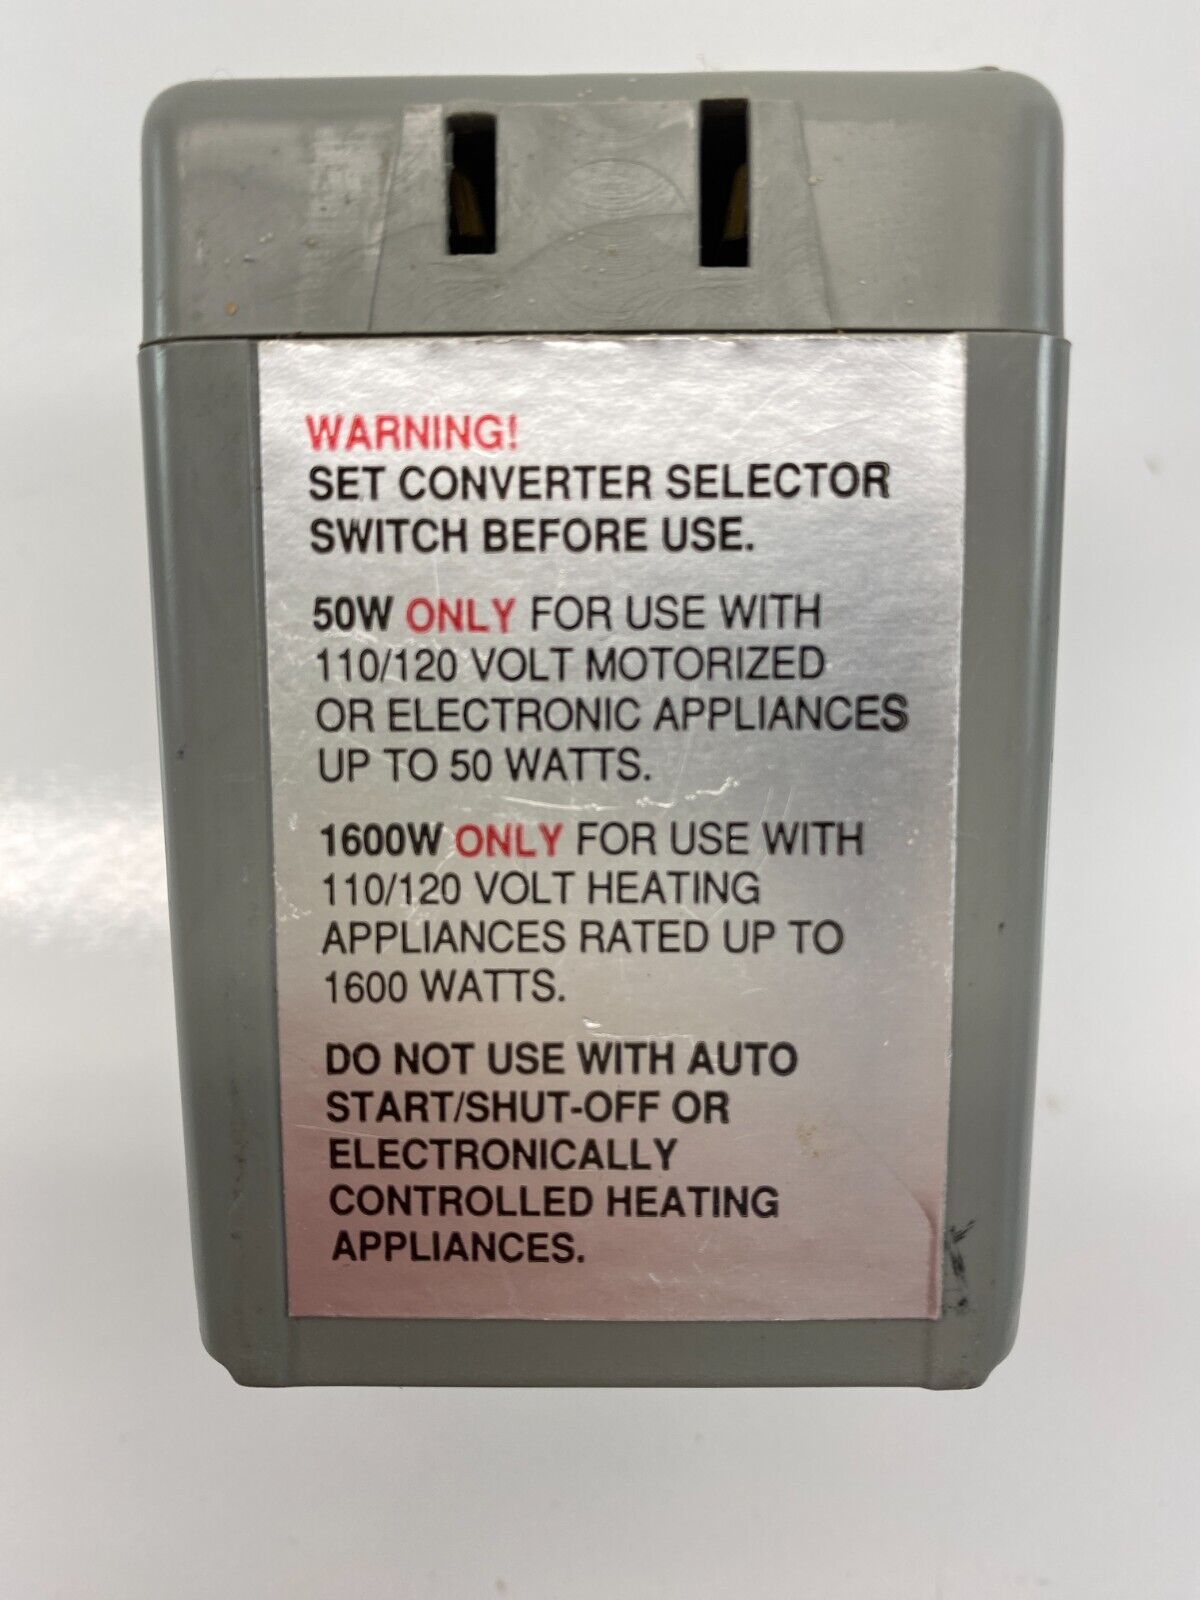 WARNING!
SET CONVERTER SELECTOR
SWITCH BEFORE USE.
50W ONLY FOR USE WITH
110/120 VOLT MOTORIZED
OR ELECTRONIC APPLIANCES
UP TO 50 WATTS.
1600W ONLY FOR USE WITH
110/120 VOLT HEATING
APPLIANCES RATED UP TO
1600 WATTS.
DO NOT USE WITH AUTO
START/SHUT-OFF OR
ELECTRONICALLY
CONTROLLED HEATING
APPLIANCES.